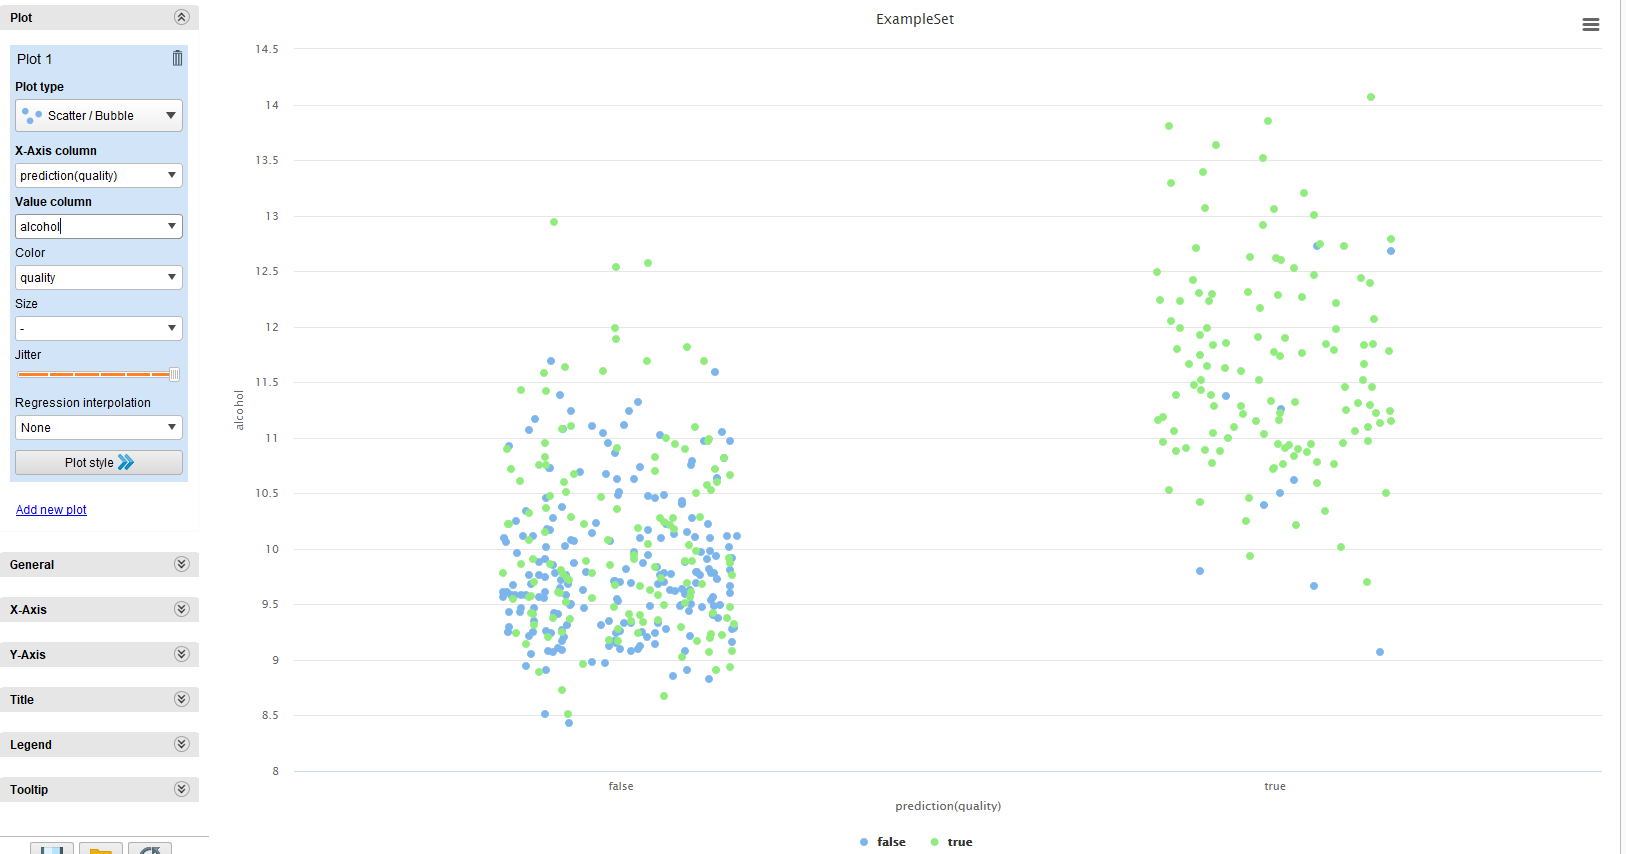 Plot
Plot 1
Plot type
Scatter / Bubble
X-Axis column
prediction(quality)
Value column
alcohol
Color
quality
Size
-
Jitter
Regression interpolation
None
Plot style
Add new plot
General
X-Axis
Y-Axis
Title
Legend
Tooltip
ExampleSet
14.5
14
13.5
13
12.5
12
11.5
11
10.5
10
9.5
9
8.5
8
alcohol
false true
prediction(quality)
false true